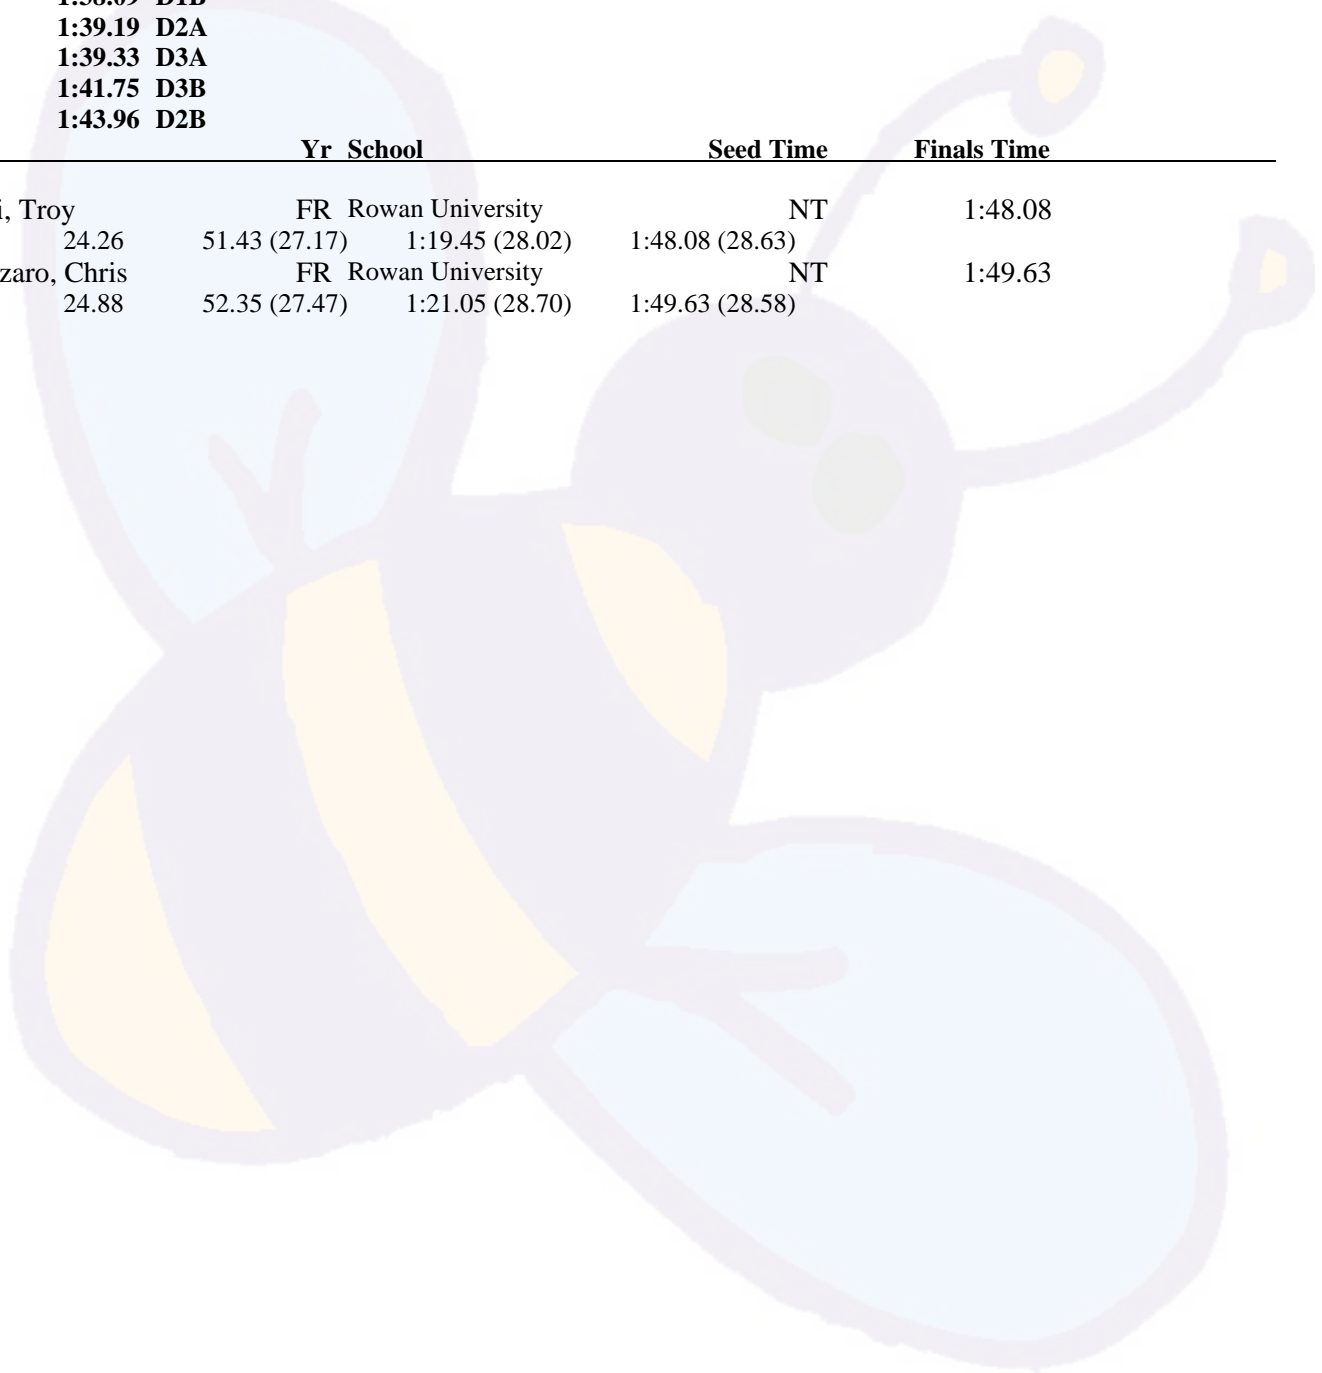 1:39.19 D2A
1:39.33 D3A
1:41.75 D3B
1:43.96 D2B
Yr School Seed Time Finals Time
Troy FR Rowan University NT 1:48.08
24.26 51.43 (27.17) 1:19.45 (28.02) 1:48.08 (28.63)
Chris FR Rowan University NT 1:49.63
24.88 52.35 (27.47) 1:21.05 (28.70) 1:49.63 (28.58)